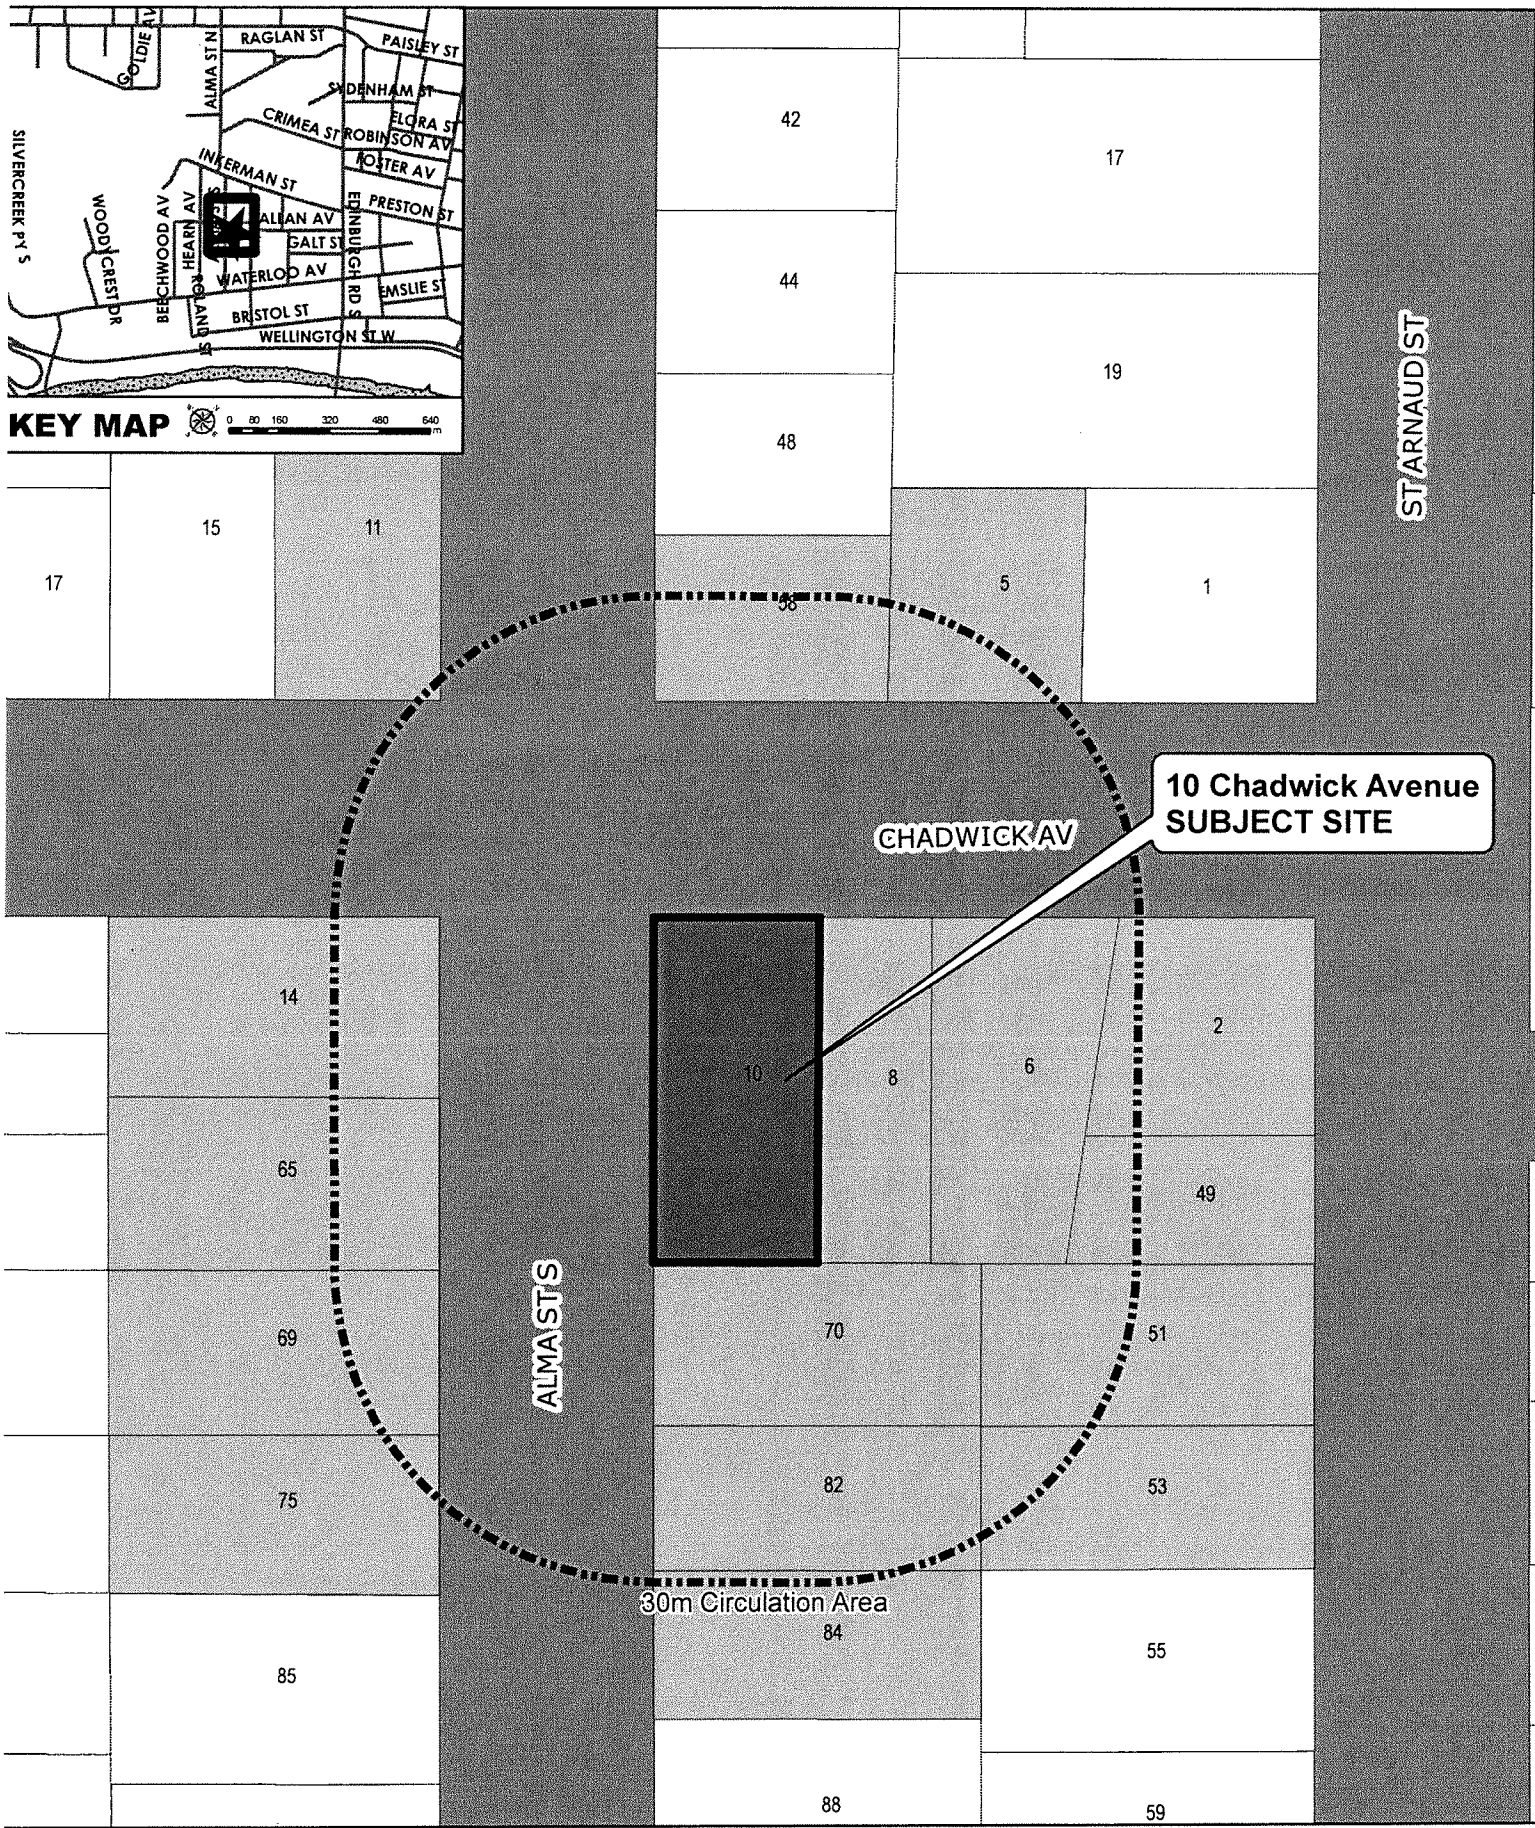 GOLDIE AV
ALMA ST N
RAGLAN ST
PAISLEY ST
SYDENHAM ST
CRIMEA ST
ELORA ST
ROBINSON AV
FOSTER AV
INKERMAN ST
SILVERCREEK PY S
WOODYCREST DR
BEECHWOOD AV
HEARN AV
ALLAN AV
EDINBURGH RD S
PRESTON ST
GALT ST
WATERLOO AV
ROLAND ST
EMSLIE ST
BRISTOL ST
WELLINGTON ST W
KEY MAP
0 80 160 320 480 640
m
42
17
44
19
48
ST ARNAUD ST
15
11
17
58
5
1
10 Chadwick Avenue
SUBJECT SITE
CHADWICK AV
14
2
10
8
6
65
49
ALMA ST S
69
70
51
75
82
53
30m Circulation Area
84
85
55
88
59